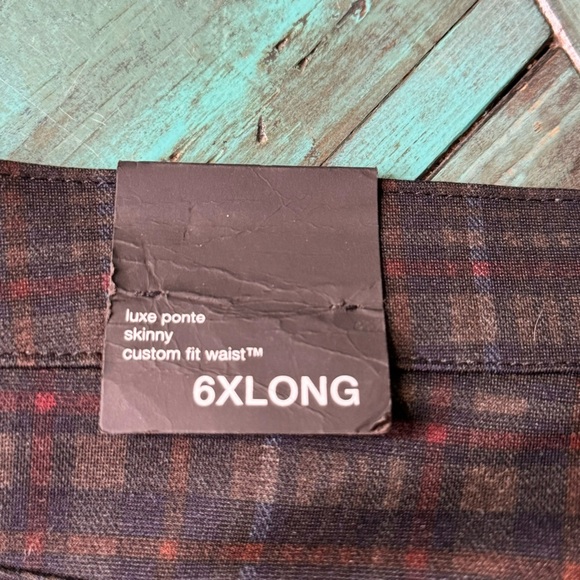 luxe ponte
skinny
custom fit waist™
6XLONG